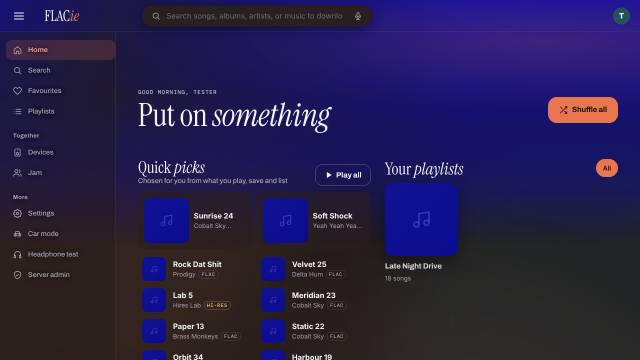 FLACie
Search songs, albums, artists, or music to downlo
T
Home
Search
Favourites
Playlists
Together
Devices
Jam
More
Settings
Car mode
Headphone test
Server admin
GOOD MORNING, TESTER
Put on something
Shuffle all
Quick picks
Chosen for you from what you play, save and list
Play all
Sunrise 24
Cobalt Sky...
Soft Shock
Yeah Yeah Yea...
Rock Dat Shit
Prodigy FLAC
Velvet 25
Delta Hum FLAC
Lab 5
Hires Lab HI-RES
Meridian 23
Cobalt Sky FLAC
Paper 13
Brass Monkeys FLAC
Static 22
Cobalt Sky FLAC
Orbit 34
Harbour 19
Your playlists
All
Late Night Drive
18 songs